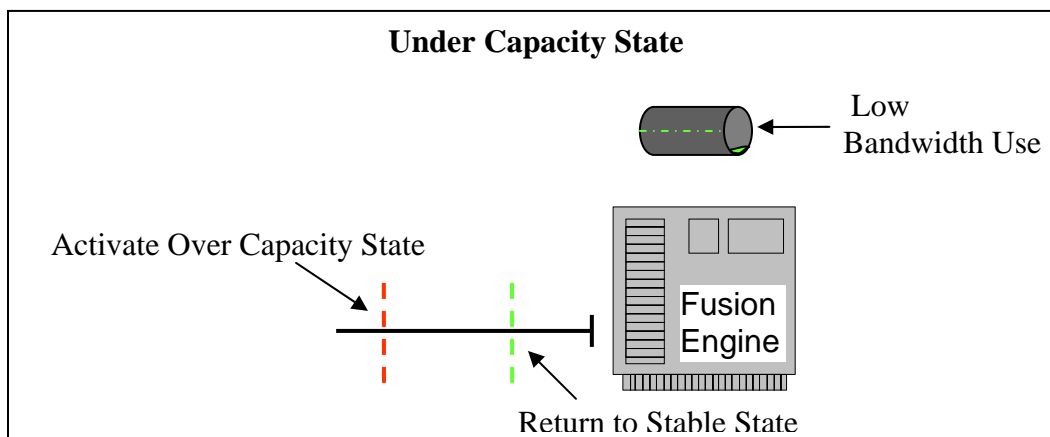 Under Capacity State
Low
Bandwidth Use
Activate Over Capacity State
Fusion
Engine
Return to Stable State